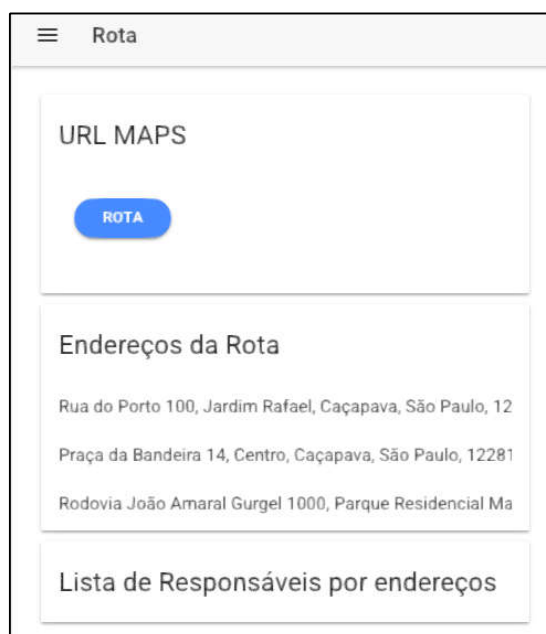 Rota
URL MAPS
ROTA
Endereços da Rota
Rua do Porto 100, Jardim Rafael, Caçapava, São Paulo, 12
Praça da Bandeira 14, Centro, Caçapava, São Paulo, 12281
Rodovia João Amaral Gurgel 1000, Parque Residencial Ma
Lista de Responsáveis por endereços